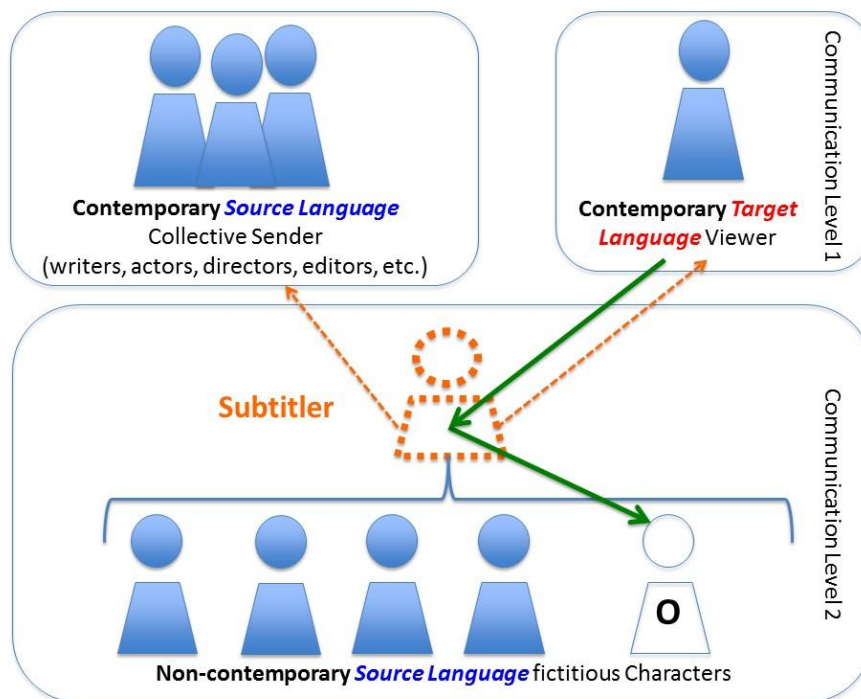 Contemporary Source Language
Collective Sender
(writers, actors, directors, editors, etc.)
Contemporary Target
Language Viewer
Communication Level 1
Subtitler
O
Non-contemporary Source Language fictitious Characters
Communication Level 2